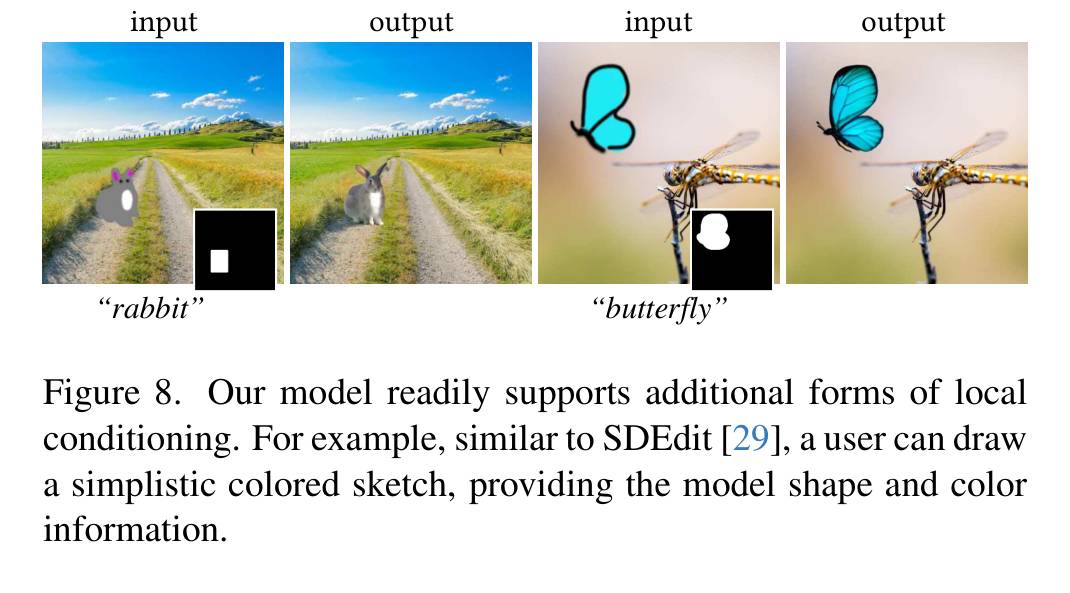 input output input output
“rabbit” “butterfly”
Figure 8. Our model readily supports additional forms of local
conditioning. For example, similar to SDEdit [29], a user can draw
a simplistic colored sketch, providing the model shape and color
information.